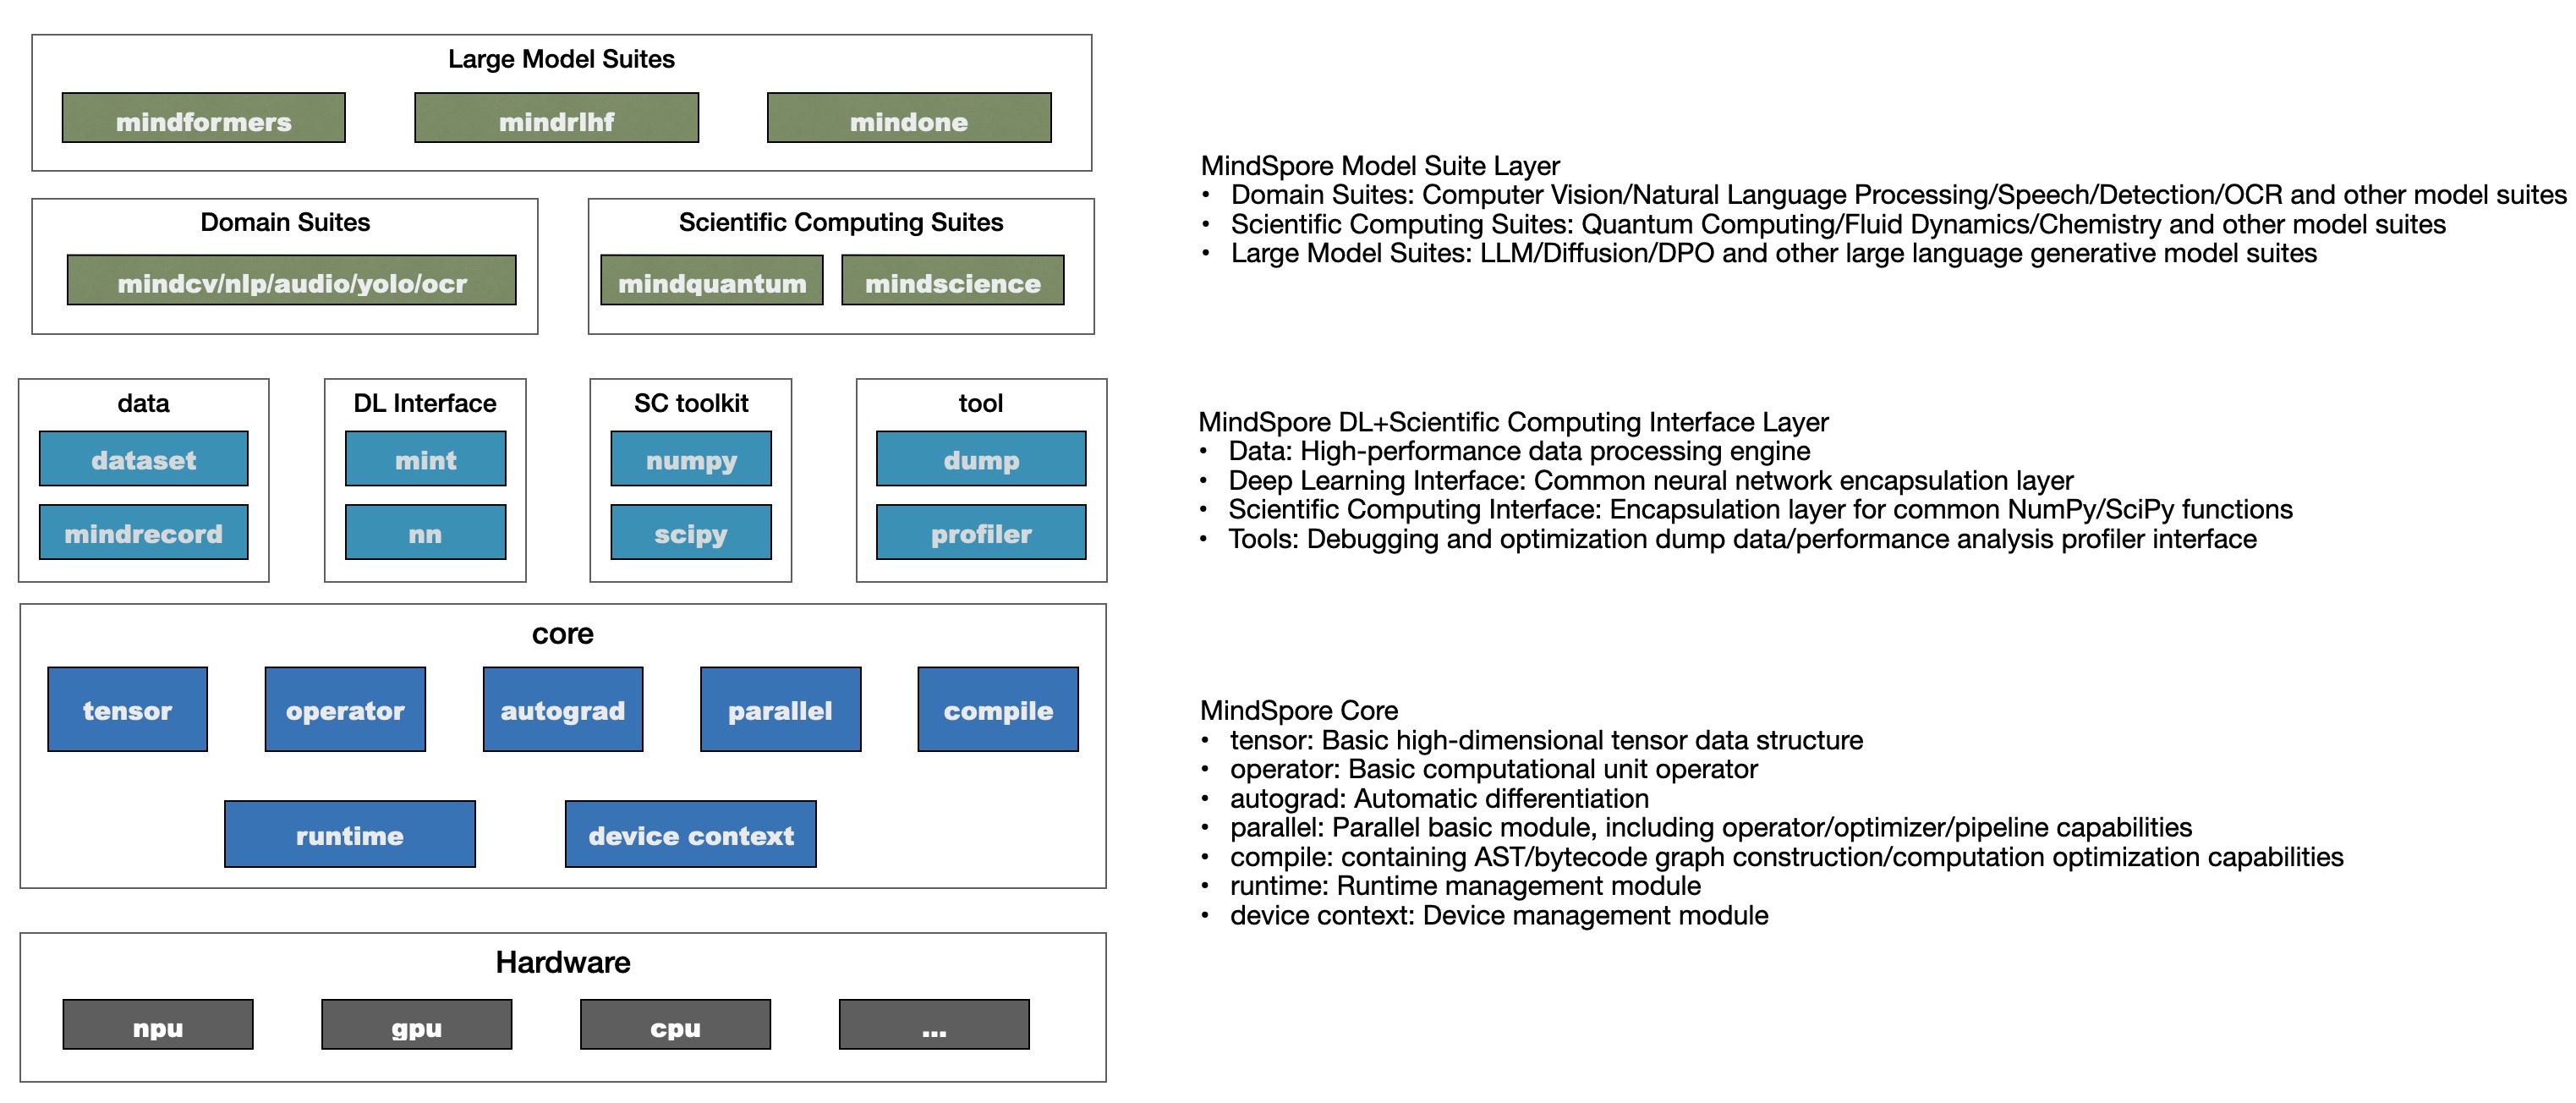 Large Model Suites
mindformers
mindrlhf
mindone
Domain Suites
mindcv/nlp/audio/yolo/ocr
Scientific Computing Suites
mindquantum
mindscience
MindSpore Model Suite Layer
• Domain Suites: Computer Vision/Natural Language Processing/Speech/Detection/OCR and other model suites
• Scientific Computing Suites: Quantum Computing/Fluid Dynamics/Chemistry and other model suites
• Large Model Suites: LLM/Diffusion/DPO and other large language generative model suites
data
dataset
mindrecord
DL Interface
mint
nn
SC toolkit
numpy
scipy
tool
dump
profiler
MindSpore DL+Scientific Computing Interface Layer
• Data: High-performance data processing engine
• Deep Learning Interface: Common neural network encapsulation layer
• Scientific Computing Interface: Encapsulation layer for common NumPy/SciPy functions
• Tools: Debugging and optimization dump data/performance analysis profiler interface
core
tensor
operator
autograd
parallel
compile
runtime
device context
MindSpore Core
• tensor: Basic high-dimensional tensor data structure
• operator: Basic computational unit operator
• autograd: Automatic differentiation
• parallel: Parallel basic module, including operator/optimizer/pipeline capabilities
• compile: containing AST/bytecode graph construction/computation optimization capabilities
• runtime: Runtime management module
• device context: Device management module
Hardware
npu
gpu
cpu
...